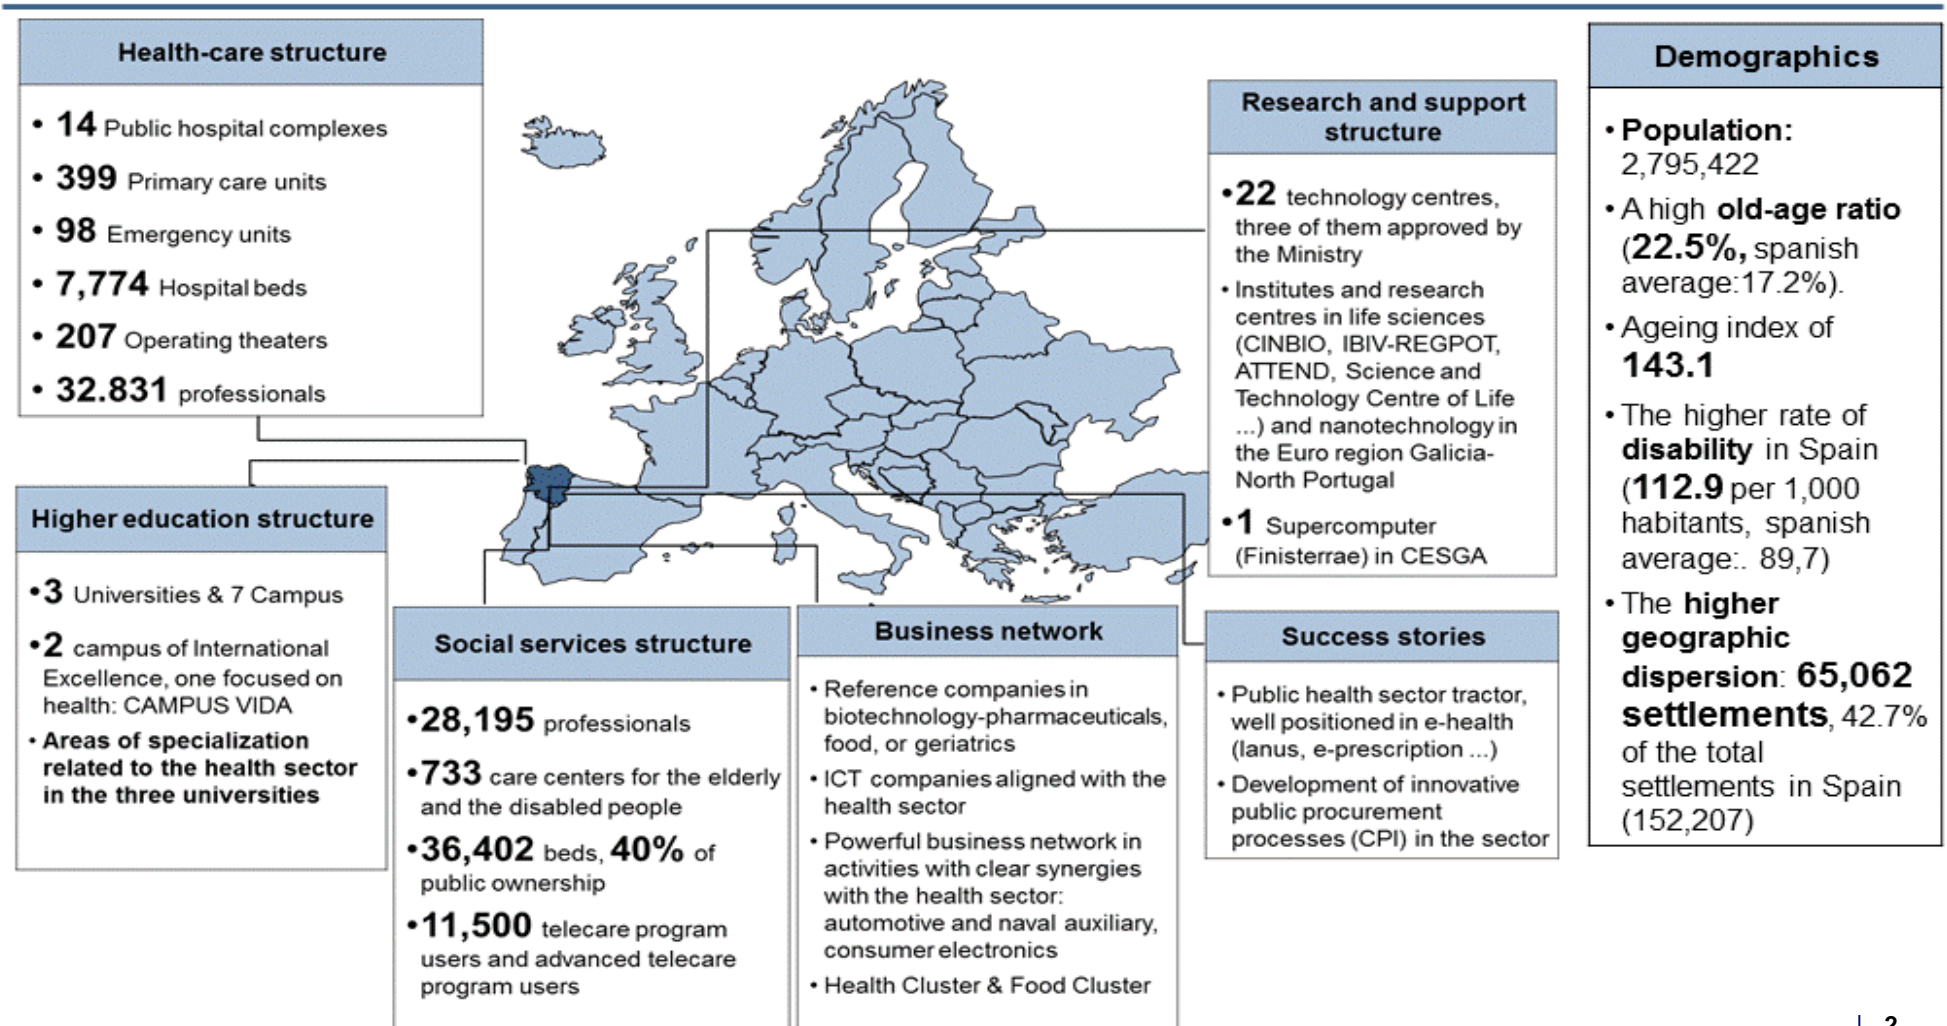 Health-care structure
• 14 Public hospital complexes
• 399 Primary care units
• 98 Emergency units
• 7,774 Hospital beds
• 207 Operating theaters
• 32.831 professionals
Higher education structure
•3 Universities & 7 Campus
•2 campus of International
Excellence, one focused on
health: CAMPUS VIDA
• Areas of specialization
related to the health sector
in the three universities
Social services structure
•28,195 professionals
•733 care centers for the elderly
and the disabled people
•36,402 beds, 40% of
public ownership
•11,500 telecare program
users and advanced telecare
program users
Business network
• Reference companies in
biotechnology-pharmaceuticals,
food, or geriatrics
• ICT companies aligned with the
health sector
• Powerful business network in
activities with clear synergies
with the health sector:
automotive and naval auxiliary,
consumer electronics
• Health Cluster & Food Cluster
Research and support
structure
•22 technology centres,
three of them approved by
the Ministry
• Institutes and research
centres in life sciences
(CINBIO, IBIV-REGPOT,
ATTEND, Science and
Technology Centre of Life
...) and nanotechnology in
the Euro region Galicia-
North Portugal
•1 Supercomputer
(Finisterrae) in CESGA
Success stories
• Public health sector tractor,
well positioned in e-health
(Ianus, e-prescription ...)
• Development of innovative
public procurement
processes (CPI) in the sector
Demographics
• Population:
2,795,422
• A high old-age ratio
(22.5%, spanish
average:17.2%).
• Ageing index of
143.1
• The higher rate of
disability in Spain
(112.9 per 1,000
habitants, spanish
average:. 89,7)
• The higher
geographic
dispersion: 65,062
settlements, 42.7%
of the total
settlements in Spain
(152,207)
| 2